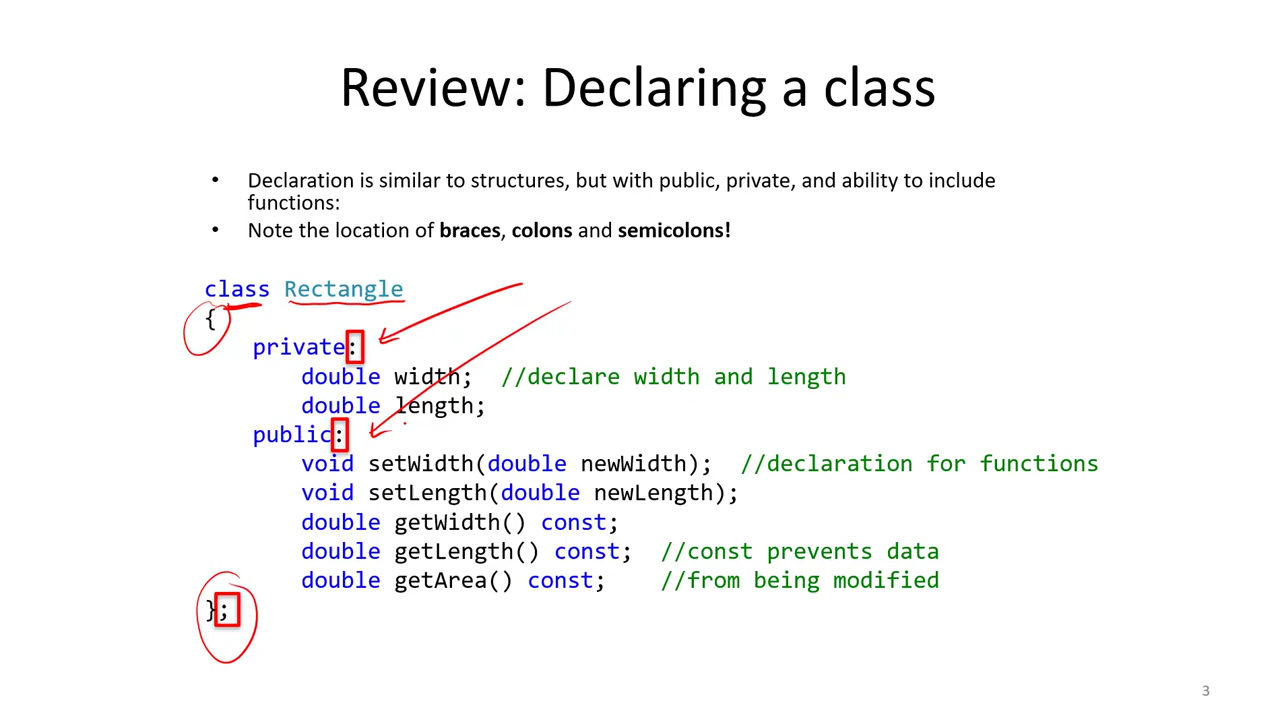 Review: Declaring a class
• Declaration is similar to structures, but with public, private, and ability to include
functions:
• Note the location of braces, colons and semicolons!
class Rectangle
{
private:
double width; //declare width and length
double length;
public:
void setWidth(double newWidth); //declaration for functions
void setLength(double newLength);
double getWidth() const;
double getLength() const; //const prevents data
double getArea() const; //from being modified
};
3